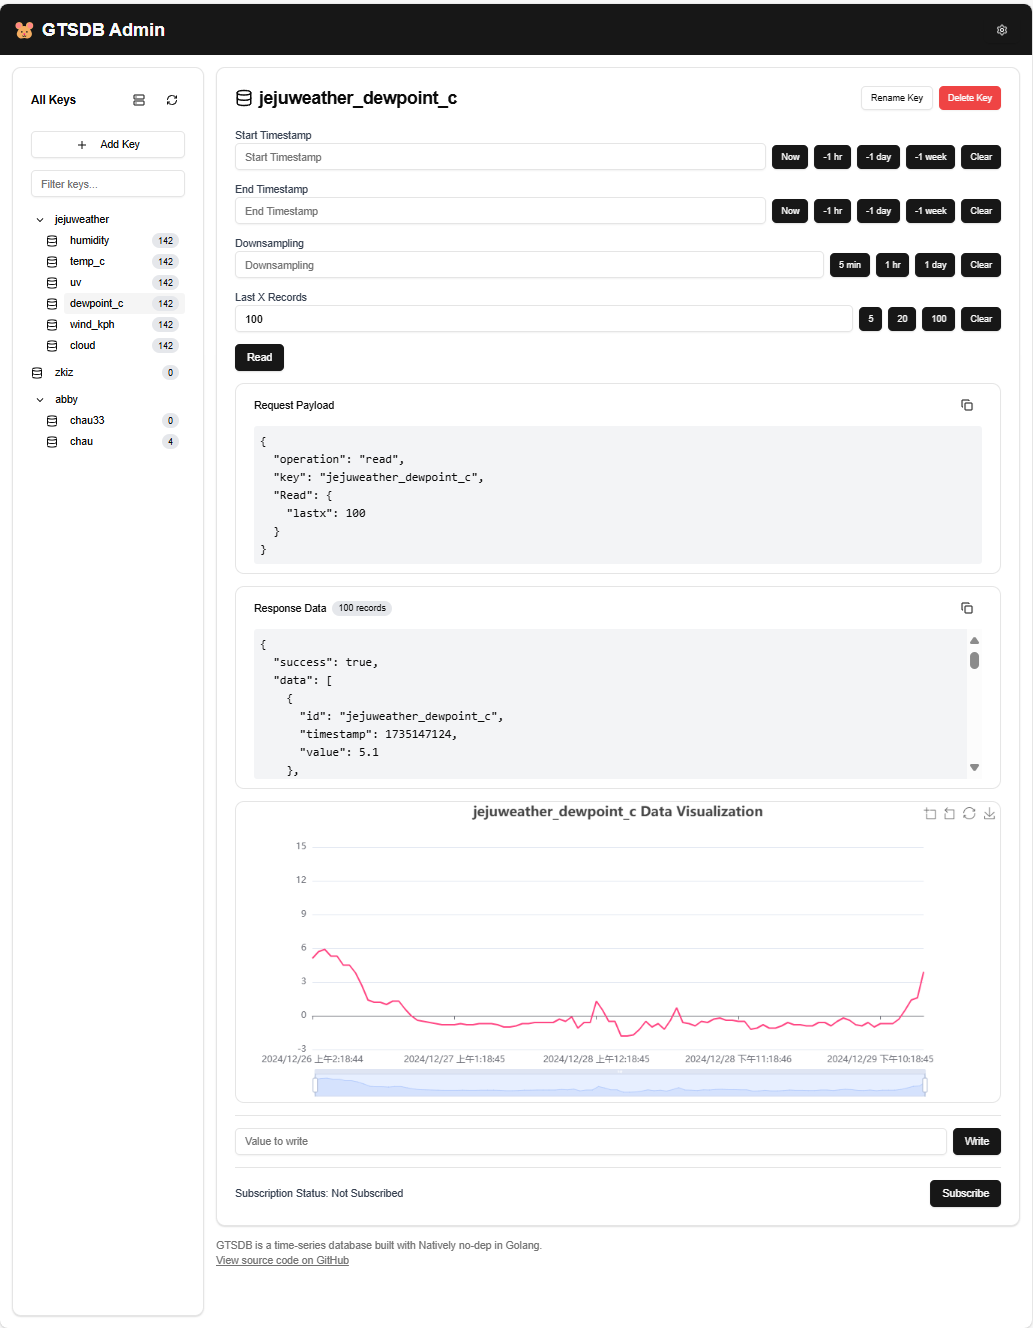 GTSDB Admin
All Keys
Add Key
Filter keys...
jejuweather
humidity 142
temp_c 142
uv 142
dewpoint_c 142
wind_kph 142
cloud 142
zkiz 0
abby
chau33 0
chau 4
jejuweather_dewpoint_c
Rename Key Delete Key
Start Timestamp
Start Timestamp Now -1 hr -1 day -1 week Clear
End Timestamp
End Timestamp Now -1 hr -1 day -1 week Clear
Downsampling
Downsampling 5 min 1 hr 1 day Clear
Last X Records
100 5 20 100 Clear
Read
Request Payload
{
"operation": "read",
"key": "jejuweather_dewpoint_c",
"Read": {
"lastx": 100
}
}
Response Data 100 records
{
"success": true,
"data": [
{
"id": "jejuweather_dewpoint_c",
"timestamp": 1735147124,
"value": 5.1
},
jejuweather_dewpoint_c Data Visualization
15
12
9
6
3
0
-3
2024/12/26 上午2:18:44 2024/12/27 上午1:18:45 2024/12/28 上午12:18:45 2024/12/28 下午11:18:46 2024/12/29 下午10:18:45
Value to write Write
Subscription Status: Not Subscribed Subscribe
GTSDB is a time-series database built with Natively no-dep in Golang.
View source code on GitHub